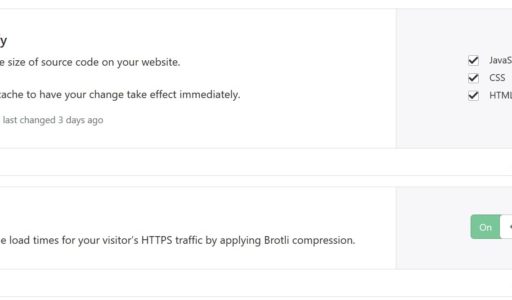 y
e size of source code on your website.
JavaS
CSS
cache to have your change take effect immediately.
HTML
last changed 3 days ago
On
e load times for your visitor's HTTPS traffic by applying Brotli compression.